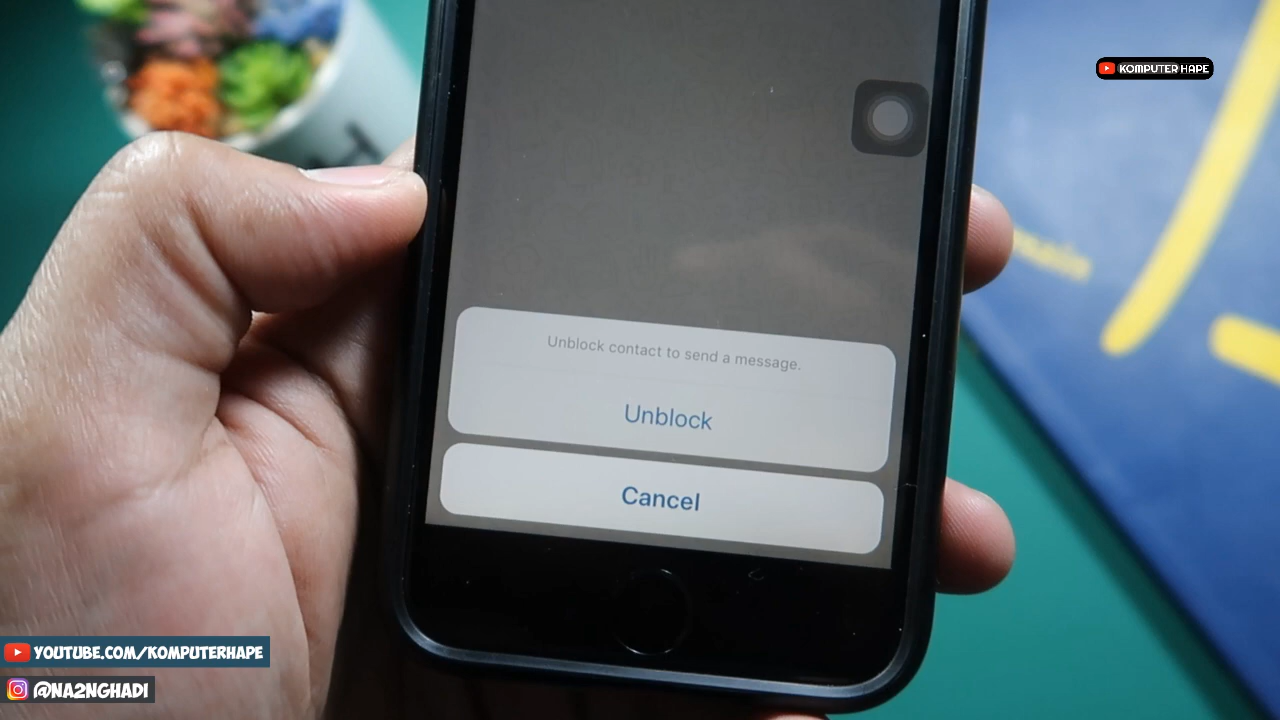 KOMPUTER HAPE
Unblock contact to send a message.
Unblock
Cancel
YOUTUBE.COM/KOMPUTERHAPE
@NA2NGHADI